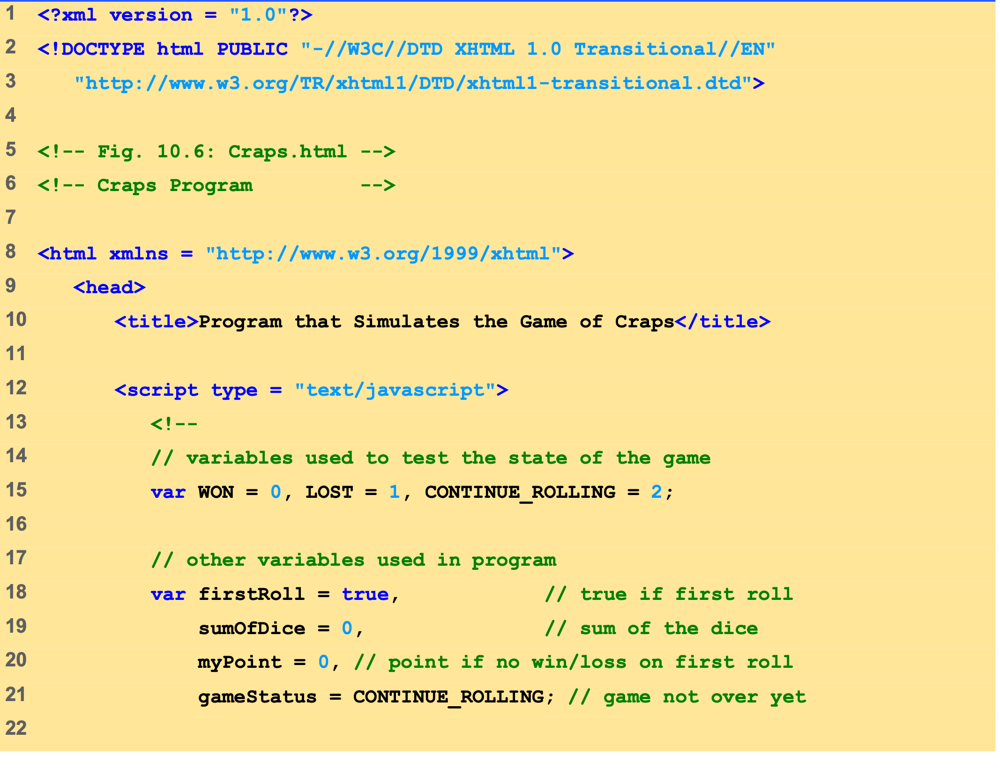 1 <?xml version = "1.0"?>
2 <!DOCTYPE html PUBLIC "-//W3C//DTD XHTML 1.0 Transitional//EN"
3    "http://www.w3.org/TR/xhtml1/DTD/xhtml1-transitional.dtd">
4
5 <!-- Fig. 10.6: Craps.html -->
6 <!-- Craps Program         -->
7
8 <html xmlns = "http://www.w3.org/1999/xhtml">
9    <head>
10       <title>Program that Simulates the Game of Craps</title>
11
12       <script type = "text/javascript">
13          <!--
14          // variables used to test the state of the game
15          var WON = 0, LOST = 1, CONTINUE_ROLLING = 2;
16
17          // other variables used in program
18          var firstRoll = true,            // true if first roll
19              sumOfDice = 0,               // sum of the dice
20              myPoint = 0, // point if no win/loss on first roll
21              gameStatus = CONTINUE_ROLLING; // game not over yet
22